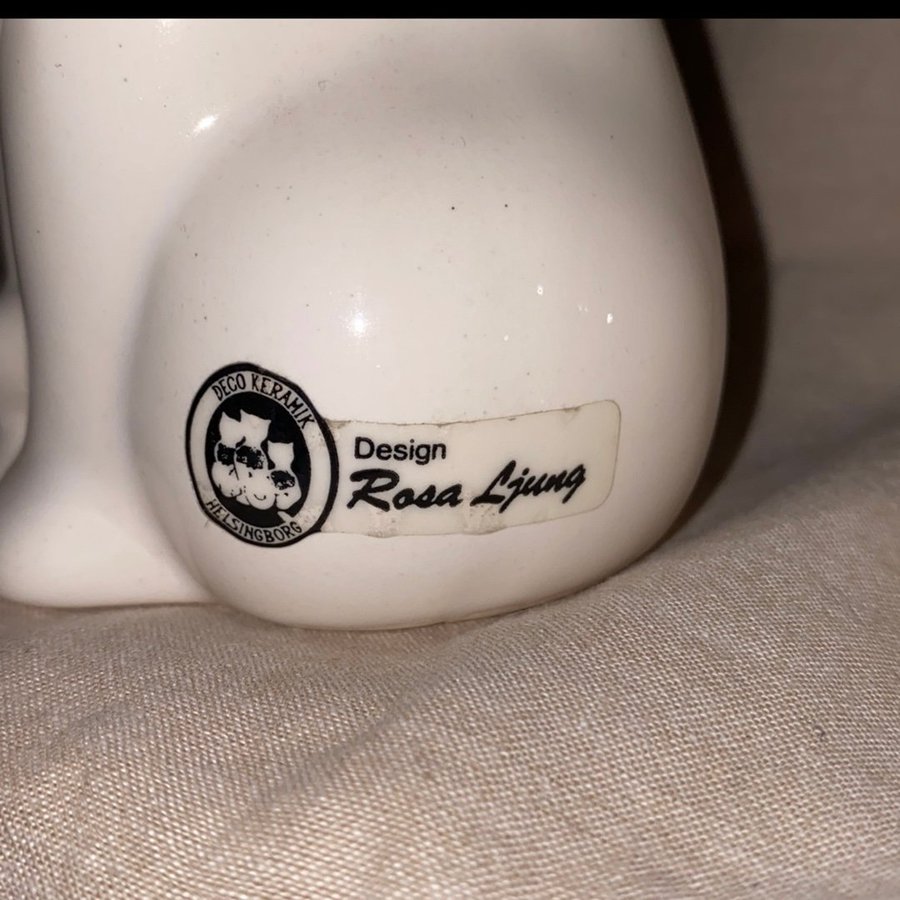 DECO KERAMIK
HELSINGBORG
Design
Rosa Ljung